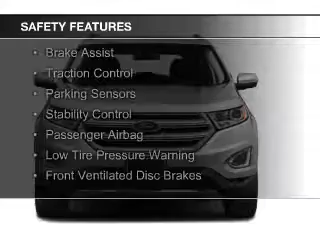 SAFETY FEATURES
• Brake Assist
• Traction Control
• Parking Sensors
• Stability Control
• Passenger Airbag
• Low Tire Pressure Warning
• Front Ventilated Disc Brakes